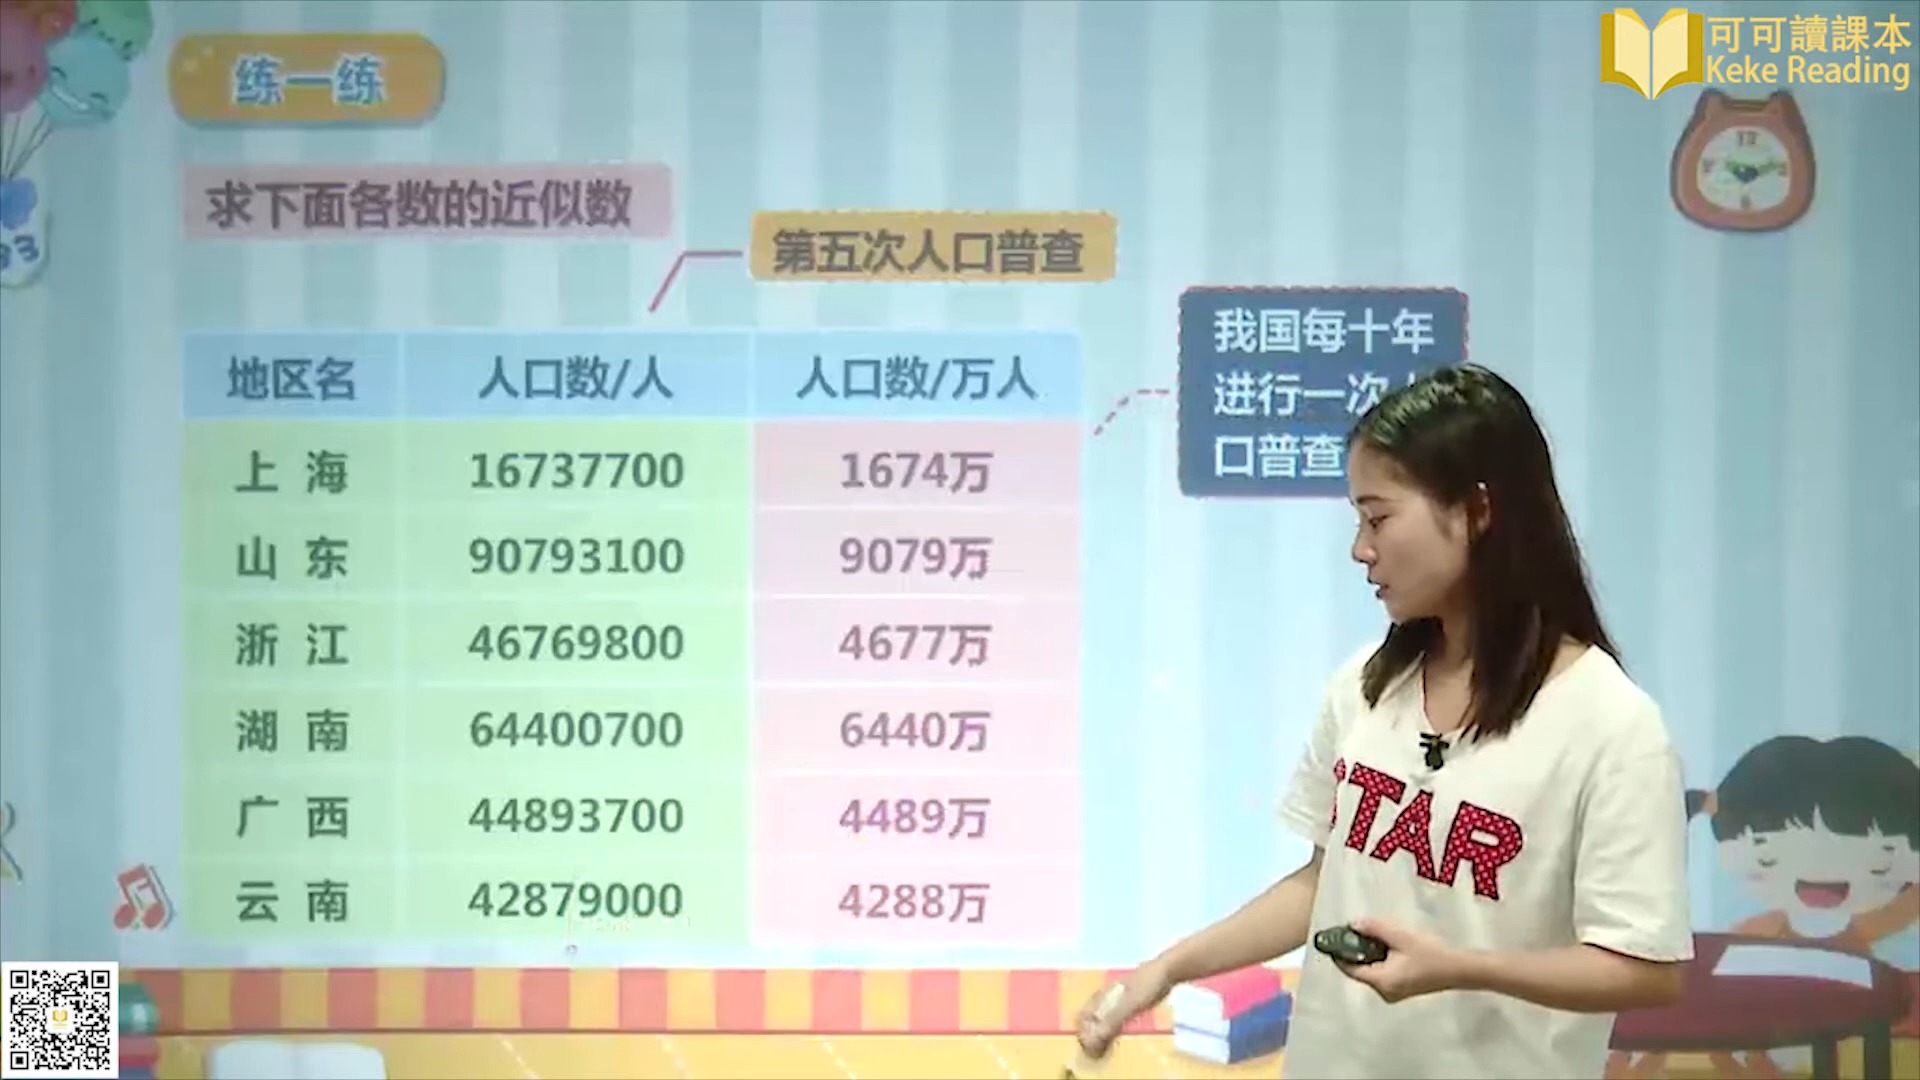 可可讀課本
Keke Reading
练一练
求下面各数的近似数
第五次人口普查
我国每十年
进行一次
口普查
地区名 人口数/人 人口数/万人
上海 16737700 1674万
山东 90793100 9079万
浙江 46769800 4677万
湖南 64400700 6440万
广西 44893700 4489万
云南 42879000 4288万
TAR